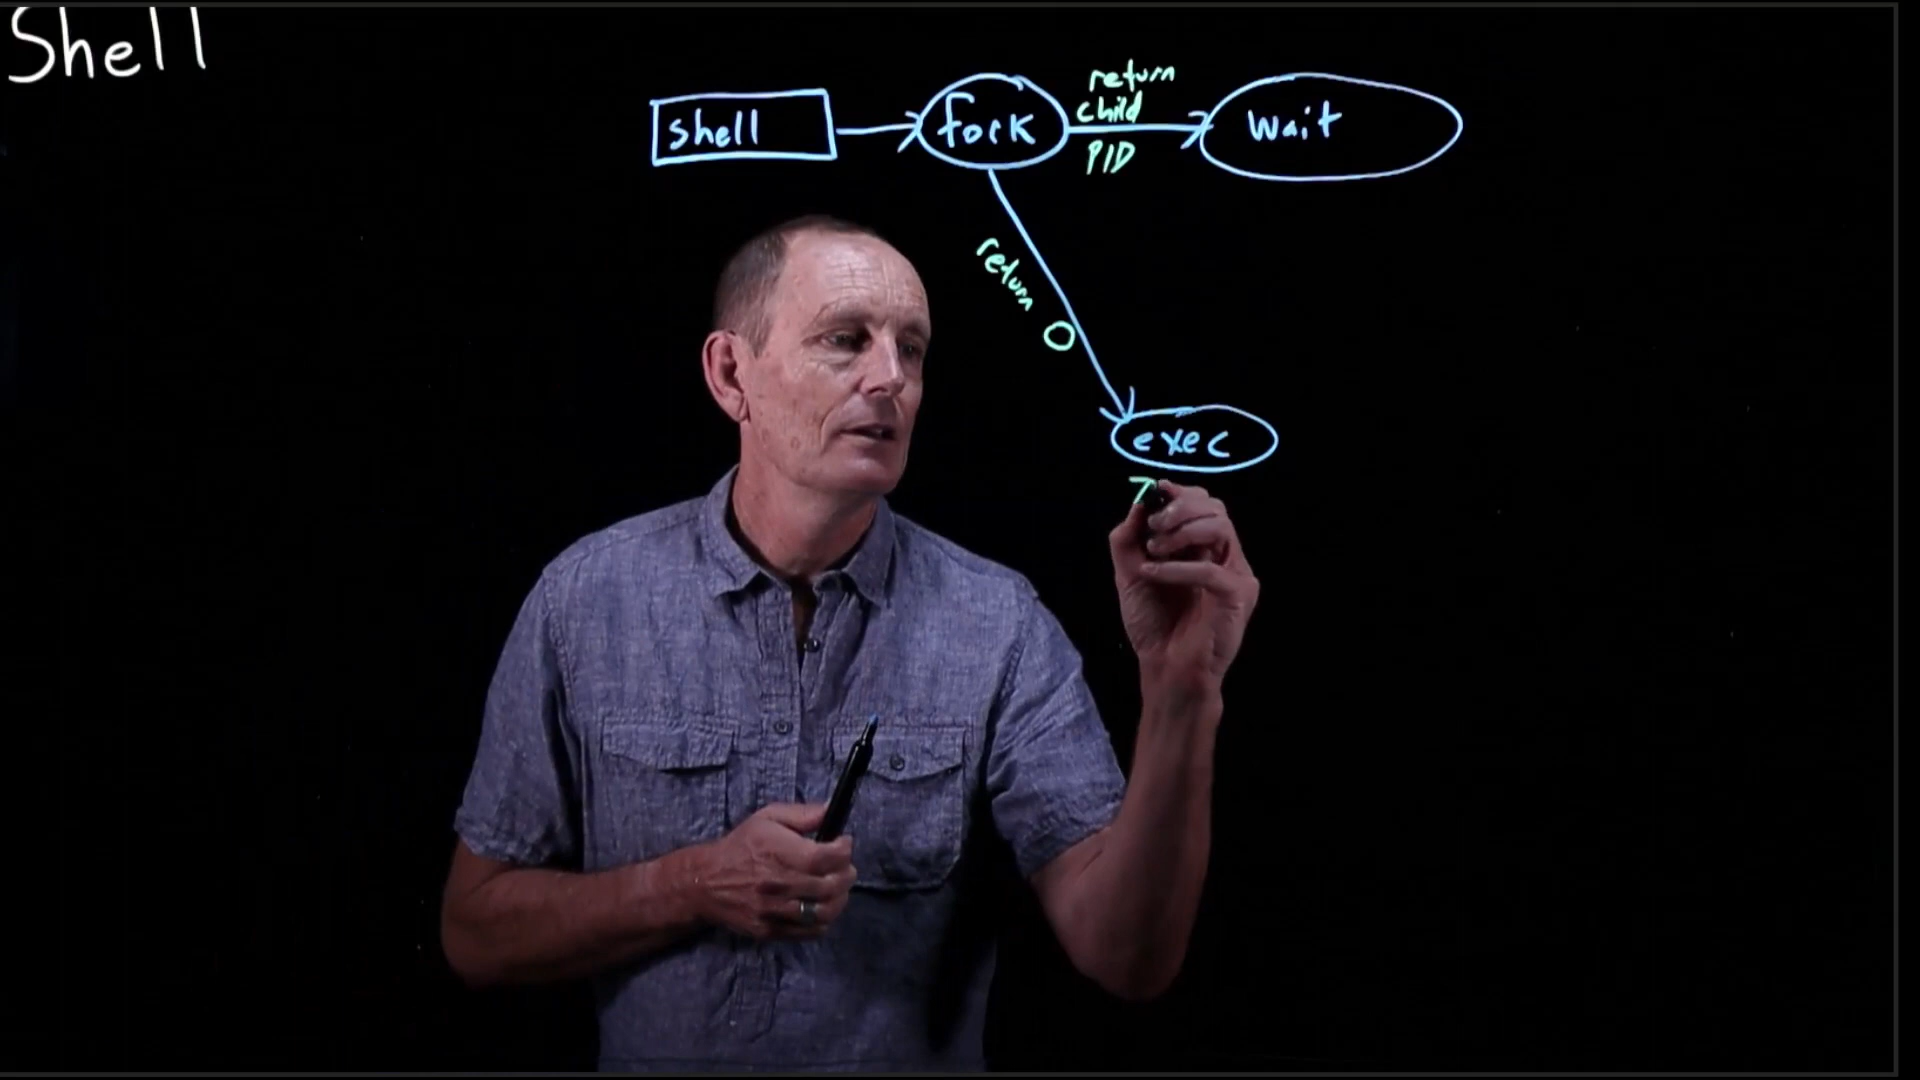 Shell
shell
fork
return
child
PID
wait
return 0
exec